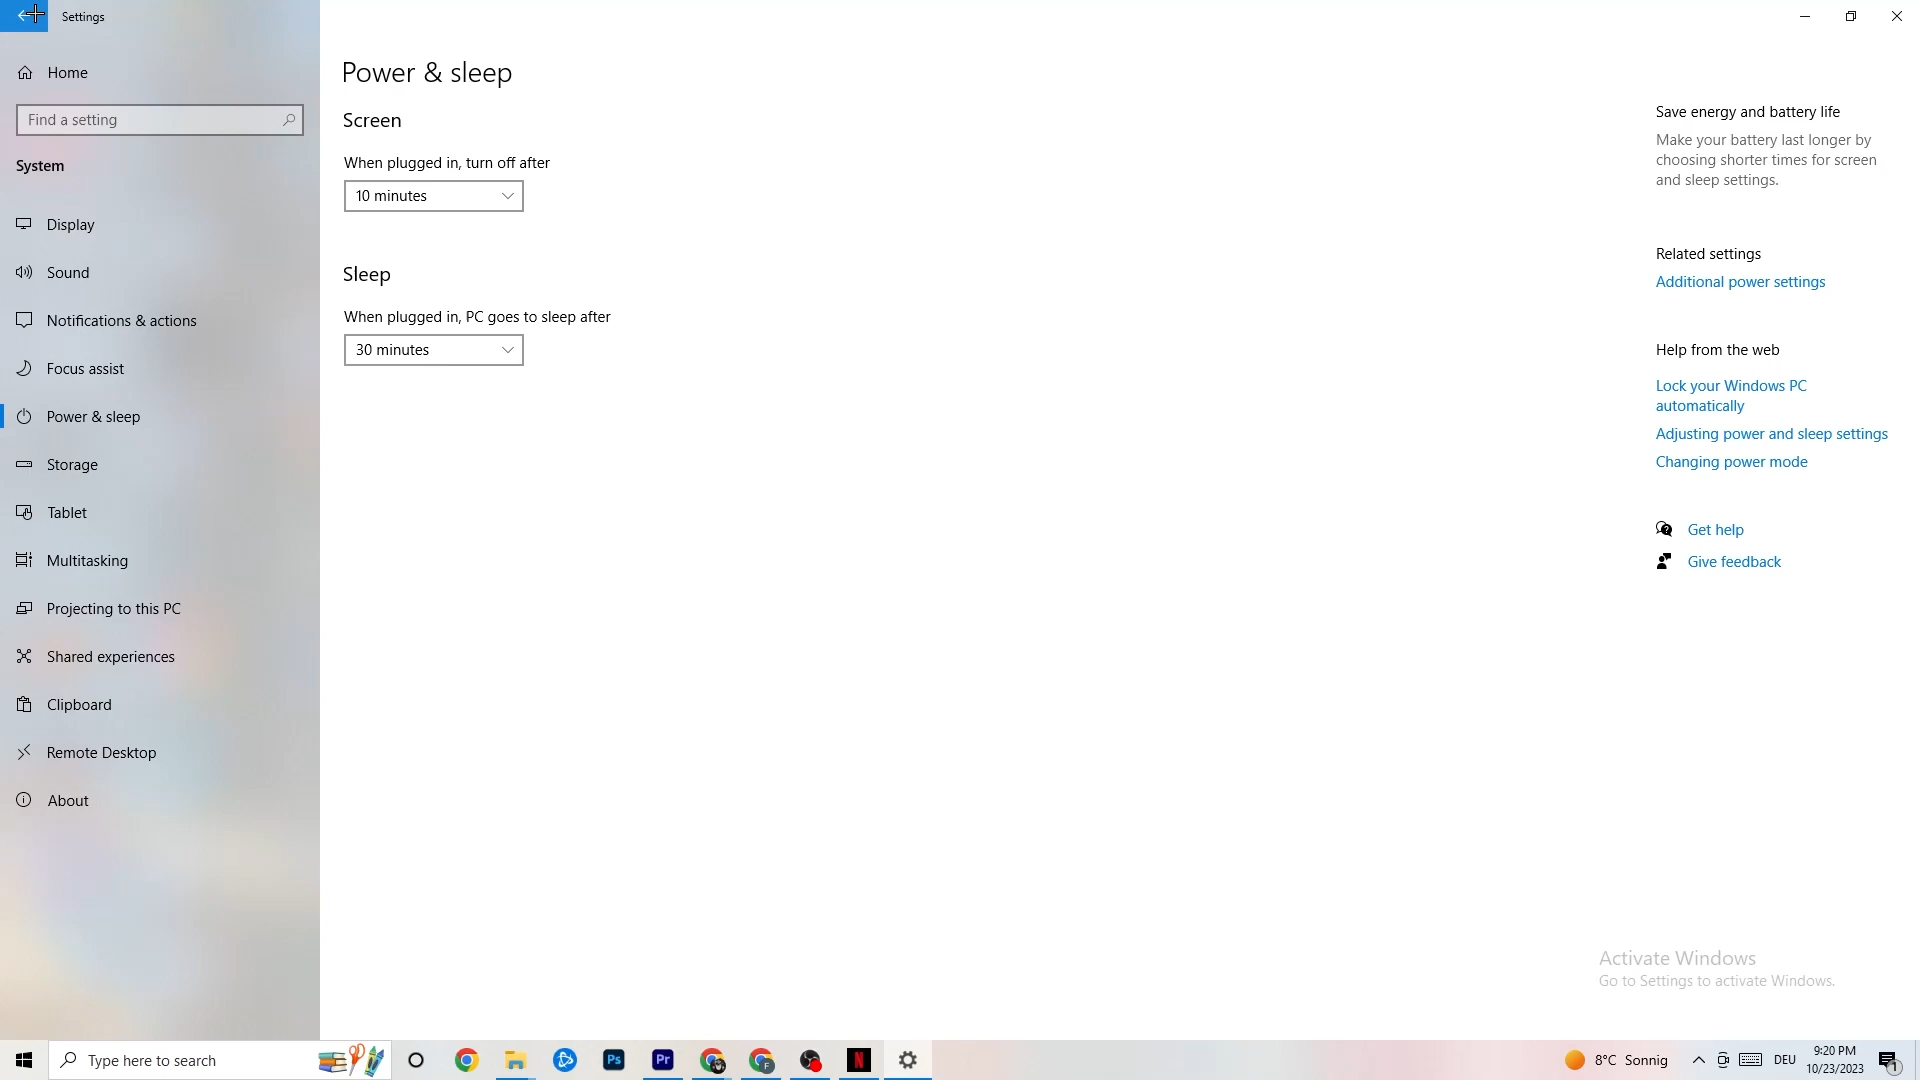 Settings
Home
Find a setting
System
Display
Sound
Notifications & actions
Focus assist
Power & sleep
Storage
Tablet
Multitasking
Projecting to this PC
Shared experiences
Clipboard
Remote Desktop
About
Power & sleep
Screen
When plugged in, turn off after
10 minutes
Sleep
When plugged in, PC goes to sleep after
30 minutes
Save energy and battery life
Make your battery last longer by
choosing shorter times for screen
and sleep settings.
Related settings
Additional power settings
Help from the web
Lock your Windows PC
automatically
Adjusting power and sleep settings
Changing power mode
Get help
Give feedback
Activate Windows
Go to Settings to activate Windows.
Type here to search
Ps
Pr
F
N
8°C Sonnig
DEU
9:20 PM
10/23/2023
1